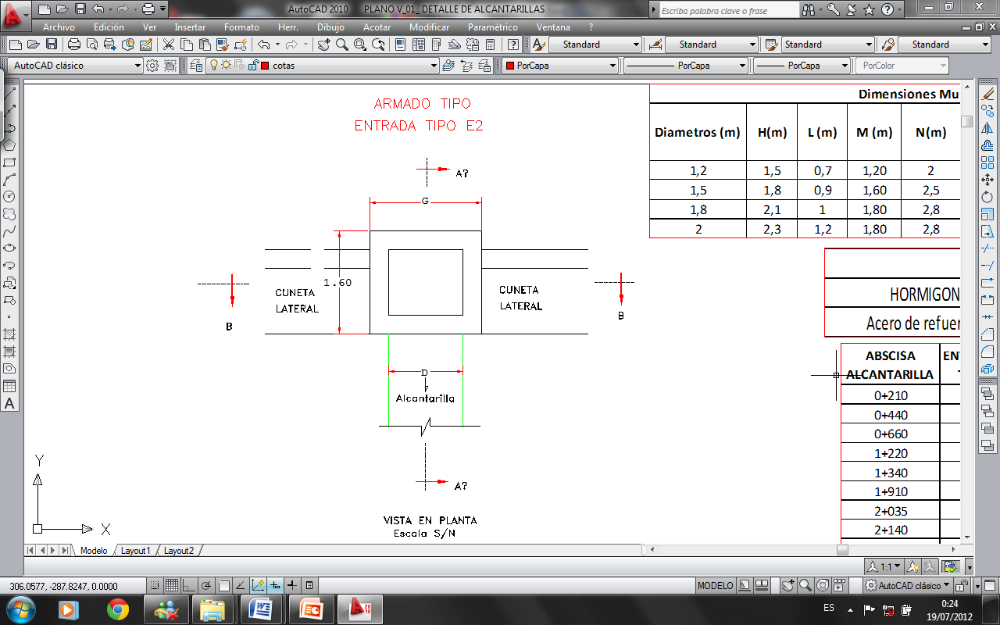 AutoCAD 2010 PLANO V_01_ DETALLE DE ALCANTARILLAS
Escriba palabra clave o frase
Archivo Edición Ver Insertar Formato Herr. Dibujo Acotar Modificar Paramétrico Ventana ?
Standard Standard Standard Standard
AutoCAD clásico cotas PorCapa PorCapa PorCapa PorColor
ARMADO TIPO
ENTRADA TIPO E2
A?
G
1.60
CUNETA
LATERAL
CUNETA
LATERAL
B
B
D
Alcantarilla
A?
VISTA EN PLANTA
Escala S/N
Y
X
Dimensiones Mu
Diametros (m) H(m) L (m) M (m) N(m)
1,2 1,5 0,7 1,20 2
1,5 1,8 0,9 1,60 2,5
1,8 2,1 1 1,80 2,8
2 2,3 1,2 1,80 2,8
HORMIGON
Acero de refuer
ABSCISA
ALCANTARILLA
EN
0+210
0+440
0+660
1+220
1+340
1+910
2+035
2+140
A
Modelo Layout1 Layout2
1:1
306.0577, -287.8247, 0.0000
MODELO
AutoCAD clásico
ES
0:24
19/07/2012